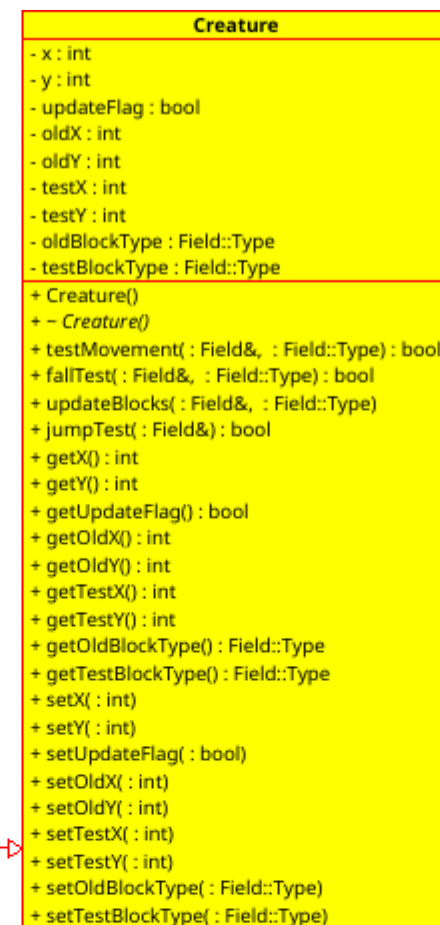 Creature
- x : int
- y : int
- updateFlag : bool
- oldX : int
- oldY : int
- testX : int
- testY : int
- oldBlockType : Field::Type
- testBlockType : Field::Type
+ Creature()
+ ~ Creature()
+ testMovement( : Field&,  : Field::Type) : bool
+ fallTest( : Field&,  : Field::Type) : bool
+ updateBlocks( : Field&,  : Field::Type)
+ jumpTest( : Field&) : bool
+ getX() : int
+ getY() : int
+ getUpdateFlag() : bool
+ getOldX() : int
+ getOldY() : int
+ getTestX() : int
+ getTestY() : int
+ getOldBlockType() : Field::Type
+ getTestBlockType() : Field::Type
+ setX( : int)
+ setY( : int)
+ setUpdateFlag( : bool)
+ setOldX( : int)
+ setOldY( : int)
+ setTestX( : int)
+ setTestY( : int)
+ setOldBlockType( : Field::Type)
+ setTestBlockType( : Field::Type)